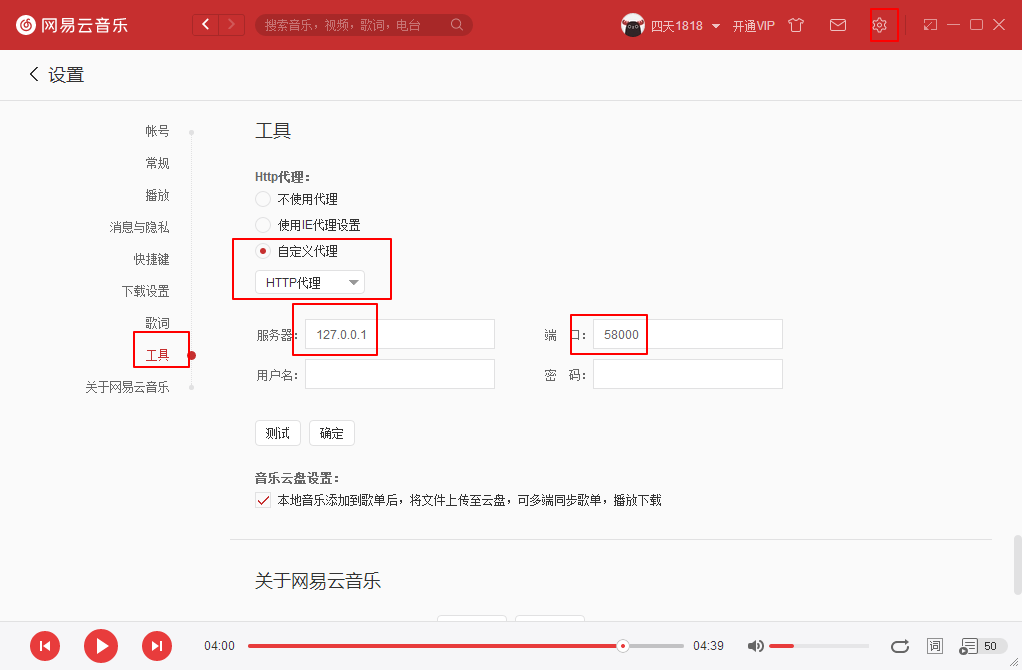 网易云音乐
搜索音乐，视频，歌词，电台
四天1818
开通VIP
设置
帐号
常规
播放
消息与隐私
快捷键
下载设置
歌词
工具
关于网易云音乐
工具
Http代理：
不使用代理
使用IE代理设置
自定义代理
HTTP代理
服务器： 127.0.0.1 端 口： 58000
用户名： 密 码：
测试 确定
音乐云盘设置：
本地音乐添加到歌单后，将文件上传至云盘，可多端同步歌单，播放下载
关于网易云音乐
04:00 04:39 词 50